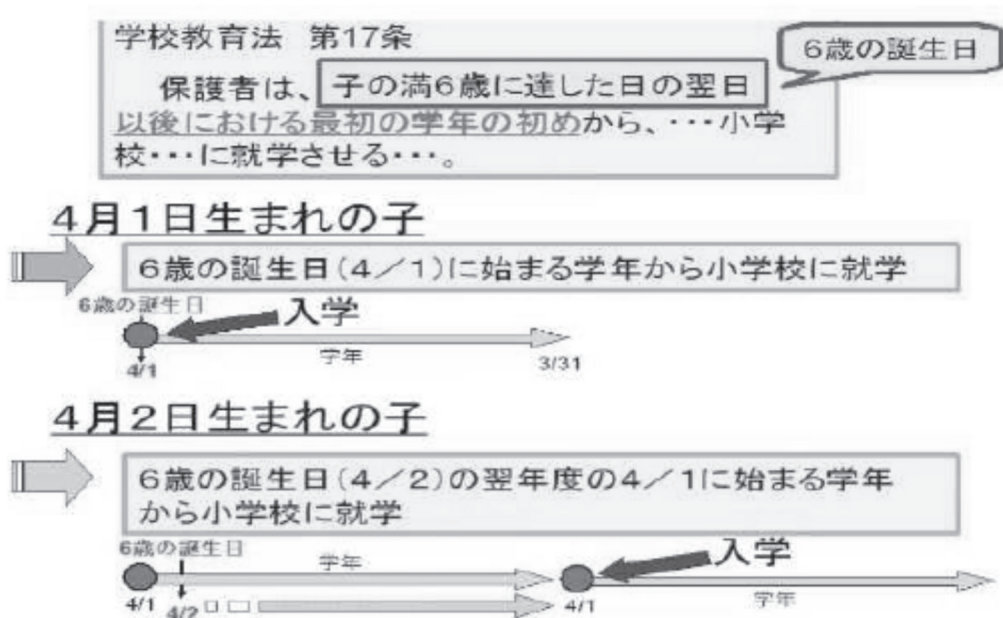 学校教育法 第17条
6歳の誕生日
保護者は、子の満6歳に達した日の翌日
以後における最初の学年の初めから、・・・小学
校・・・に就学させる・・・。
4月1日生まれの子
6歳の誕生日(4/1)に始まる学年から小学校に就学
6歳の誕生日
入学
学年
4/1
3/31
4月2日生まれの子
6歳の誕生日(4/2)の翌年度の4/1に始まる学年
から小学校に就学
6歳の誕生日
学年
入学
4/1
4/2
4/1
学年